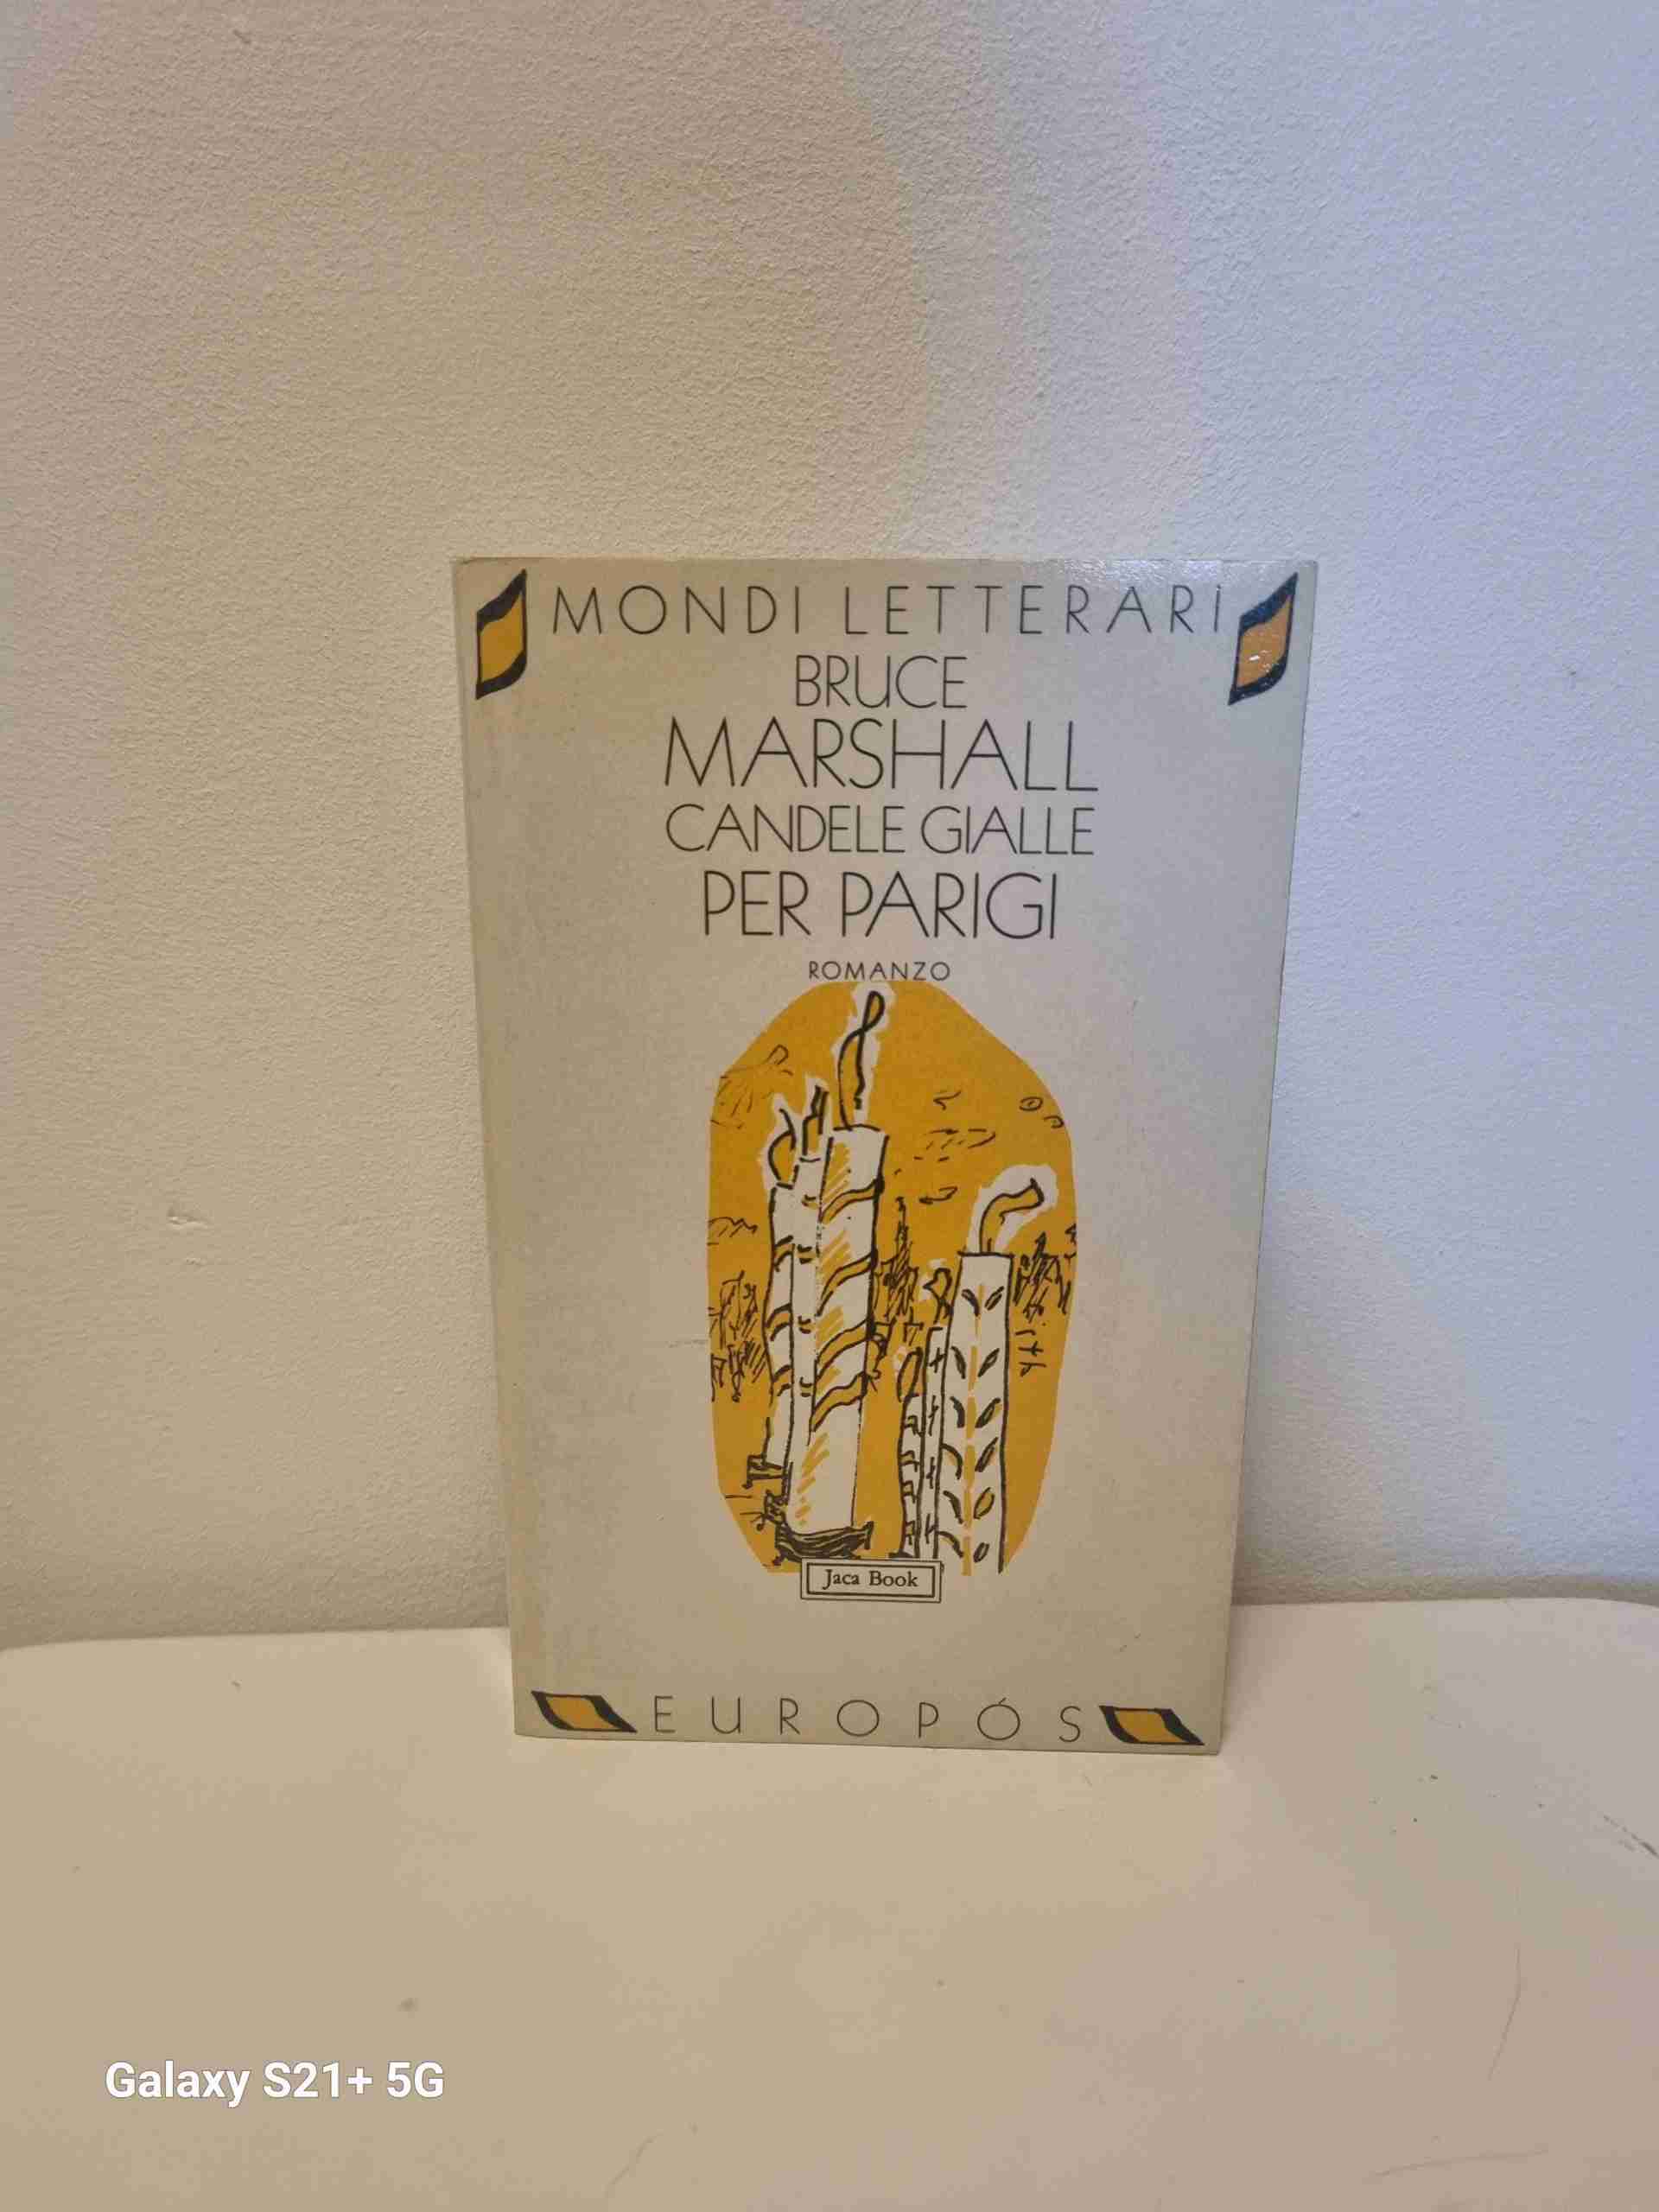 MONDI LETTERARI
BRUCE
MARSHALL
CANDELE GIALLE
PER PARIGI
ROMANZO
Jaca Book
EUROPÓS
Galaxy S21+ 5G